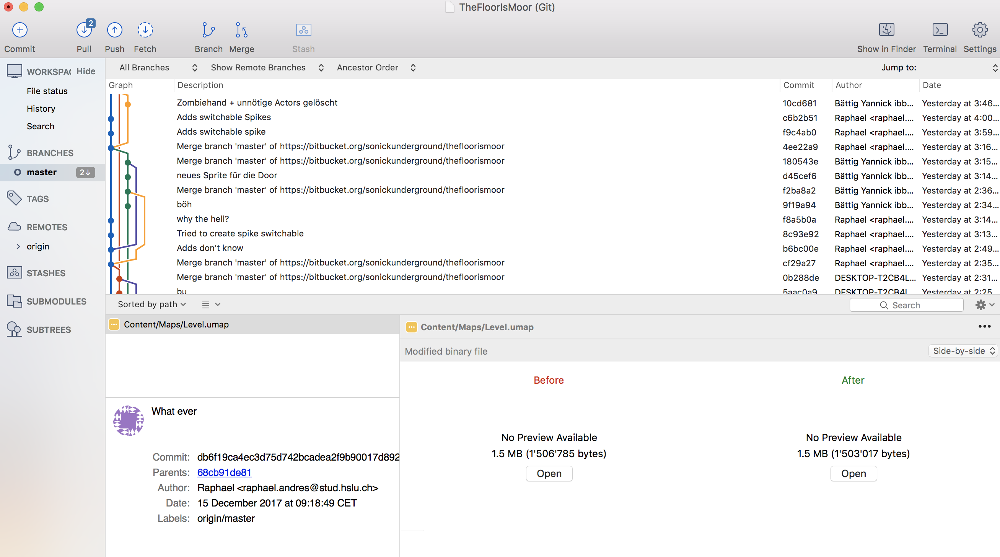 TheFloorIsMoor (Git)
2
Commit Pull Push Fetch Branch Merge Stash Show in Finder Terminal Settings
WORKSPAC Hide
File status
History
Search
BRANCHES
master 2↓
TAGS
REMOTES
origin
STASHES
SUBMODULES
SUBTREES
All Branches Show Remote Branches Ancestor Order Jump to:
Graph Description Commit Author Date
Zombiehand + unnötige Actors gelöscht 10cd681 Bättig Yannick ibb... Yesterday at 3:46...
Adds switchable Spikes c6b2b51 Raphael <raphael.... Yesterday at 4:00...
Adds switchable spike f9c4ab0 Raphael <raphael.... Yesterday at 3:59...
Merge branch 'master' of https://bitbucket.org/sonickunderground/thefloorismoor 4ee22a9 Raphael <raphael.... Yesterday at 3:16...
Merge branch 'master' of https://bitbucket.org/sonickunderground/thefloorismoor 180543e Bättig Yannick ibb... Yesterday at 3:15...
neues Sprite für die Door d45cef6 Bättig Yannick ibb... Yesterday at 3:14...
Merge branch 'master' of https://bitbucket.org/sonickunderground/thefloorismoor f2ba8a2 Bättig Yannick ibb... Yesterday at 2:36...
böh 9f19a94 Bättig Yannick ibb... Yesterday at 2:34...
why the hell? f8a5b0a Raphael <raphael.... Yesterday at 3:14...
Tried to create spike switchable 8c93e92 Raphael <raphael.... Yesterday at 3:13...
Adds don't know b6bc00e Raphael <raphael.... Yesterday at 2:49...
Merge branch 'master' of https://bitbucket.org/sonickunderground/thefloorismoor cf29a27 Raphael <raphael.... Yesterday at 2:35...
Merge branch 'master' of https://bitbucket.org/sonickunderground/thefloorismoor 0b288de DESKTOP-T2CB4L... Yesterday at 2:31...
bu 5aac0a9 DESKTOP-T2CB4L... Yesterday at 2:25...
Sorted by path Search
Content/Maps/Level.umap
What ever
Commit: db6f19ca4ec3d75d742bcadea2f9b90017d892
Parents: 68cb91de81
Author: Raphael <raphael.andres@stud.hslu.ch>
Date: 15 December 2017 at 09:18:49 CET
Labels: origin/master
Content/Maps/Level.umap
Modified binary file Side-by-side
Before After
No Preview Available No Preview Available
1.5 MB (1'506'785 bytes) 1.5 MB (1'503'017 bytes)
Open Open